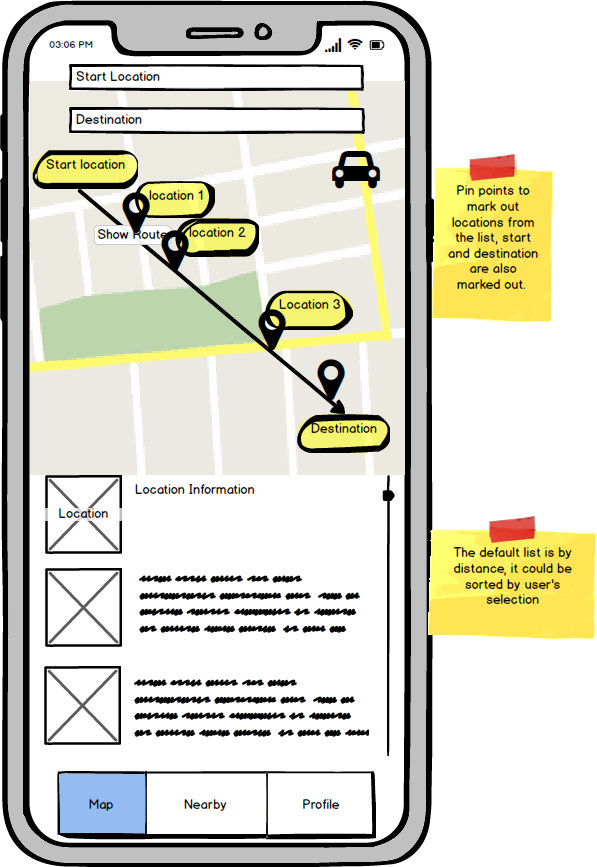 03:06 PM
Start Location
Destination
Start location
location 1
Show Route
location 2
Location 3
Destination
Pin points to
mark out
locations from
the list, start
and destination
are also
marked out.
Location
Location Information
The default list is by
distance, it could be
sorted by user's
selection
Map
Nearby
Profile